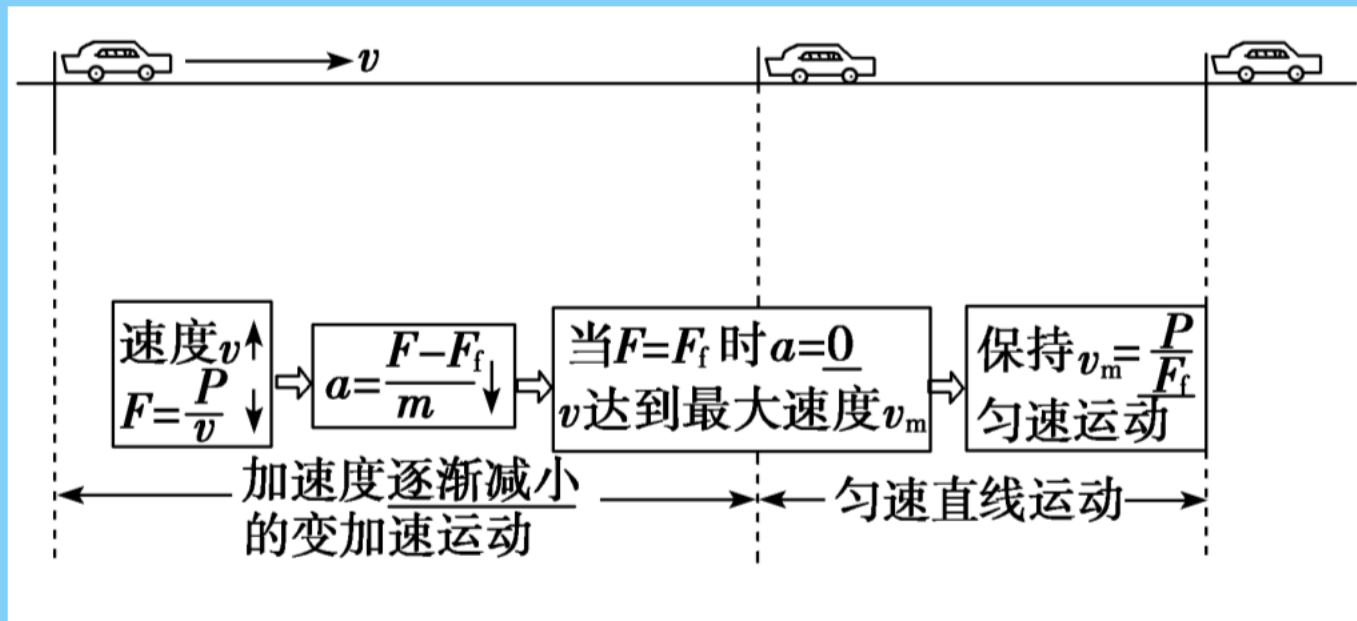 v
速度v↑
F=P/v↓
a=(F-Ff)/m↓
当F=Ff时a=0
v达到最大速度vm
保持vm=P/Ff
匀速运动
加速度逐渐减小
的变加速运动
匀速直线运动